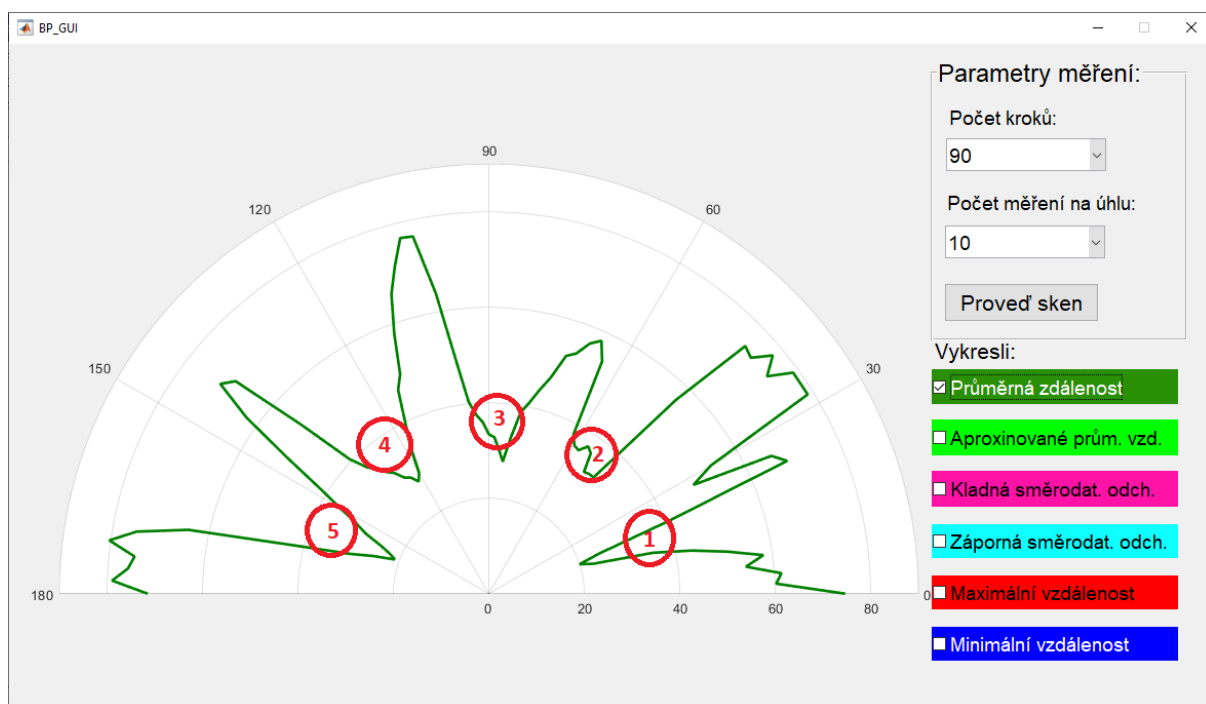 BP_GUI
Parametry měření:
Počet kroků:
90
Počet měření na úhlu:
10
Proveď sken
Vykresli:
Průměrná zdálenost
Aproxinované prům. vzd.
Kladná směrodat. odch.
Záporná směrodat. odch.
Maximální vzdálenost
Minimální vzdálenost
90
120
60
150
30
180
0
0
20
40
60
80
1
2
3
4
5